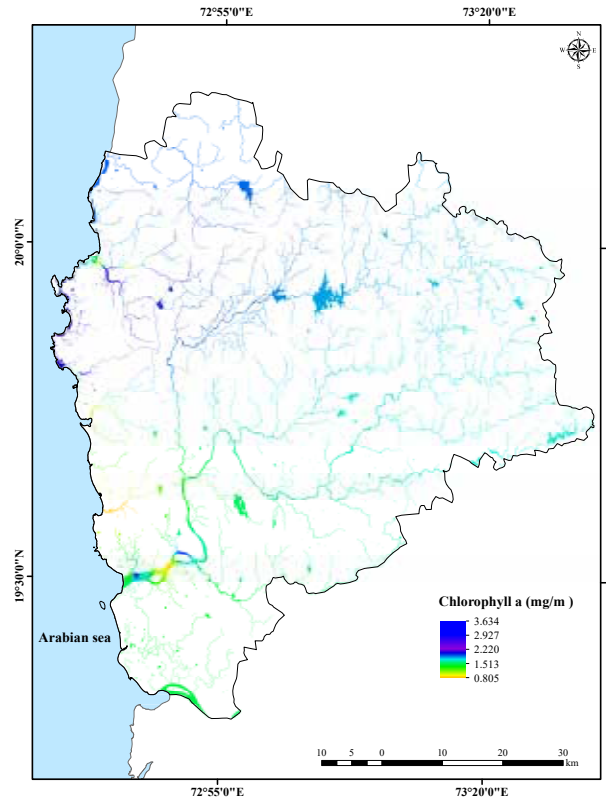 72°55'0"E 73°20'0"E
N
W E
S
20°0'0"N
19°30'0"N
Chlorophyll a (mg/m )
3.634
2.927
2.220
1.513
0.805
Arabian sea
10 5 0 10 20 30
km
72°55'0"E 73°20'0"E